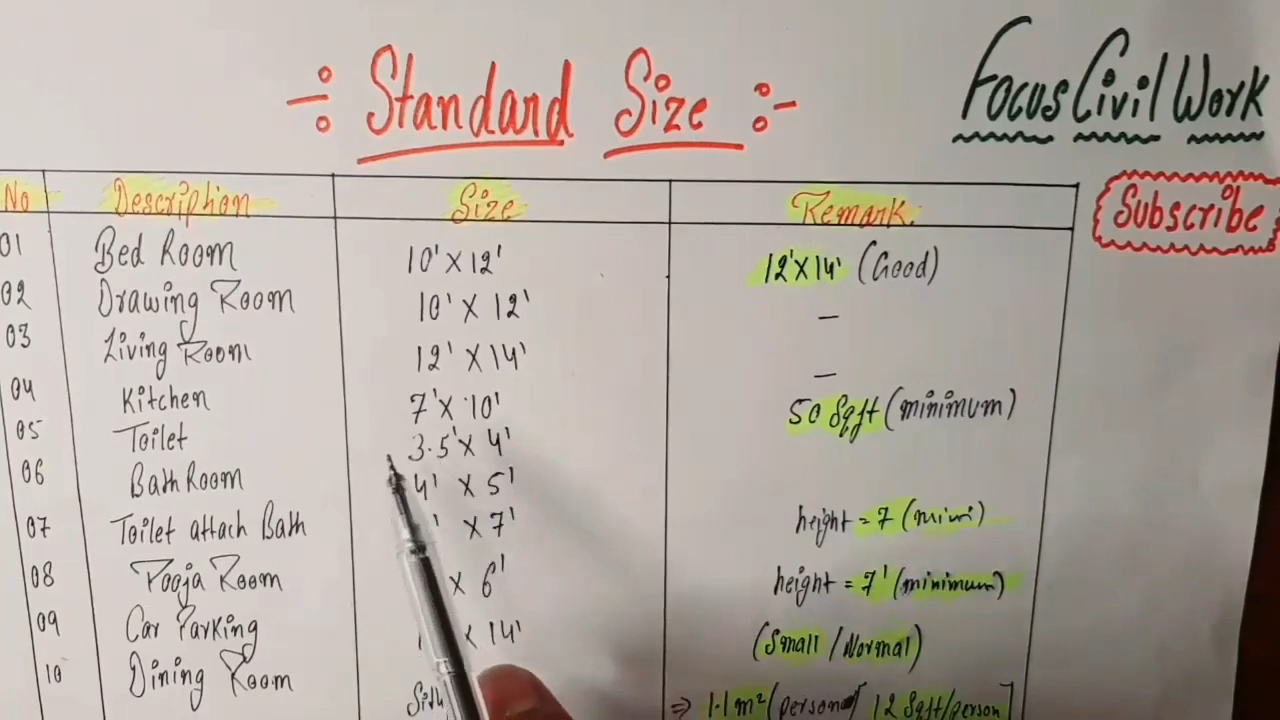 ÷ Standard Size :-
Focus Civil Work
Subscribe
No Description Size Remark
01 Bed Room 10' X 12' 12' X 14' (Good)
02 Drawing Room 10' X 12' —
03 Living Room 12' X 14' —
04 Kitchen 7' X 10' 50 Sqft (minimum)
05 Toilet 3.5' X 4'
06 Bath Room 4' X 5'
07 Toilet attach Bath ' X 7' height = 7 (mini)
08 Pooja Room X 6' height = 7' (minimum)
09 Car Parking X 14' (Small / Normal)
10 Dining Room ⇒ 1.1 m² (person 12 Sqft/person]